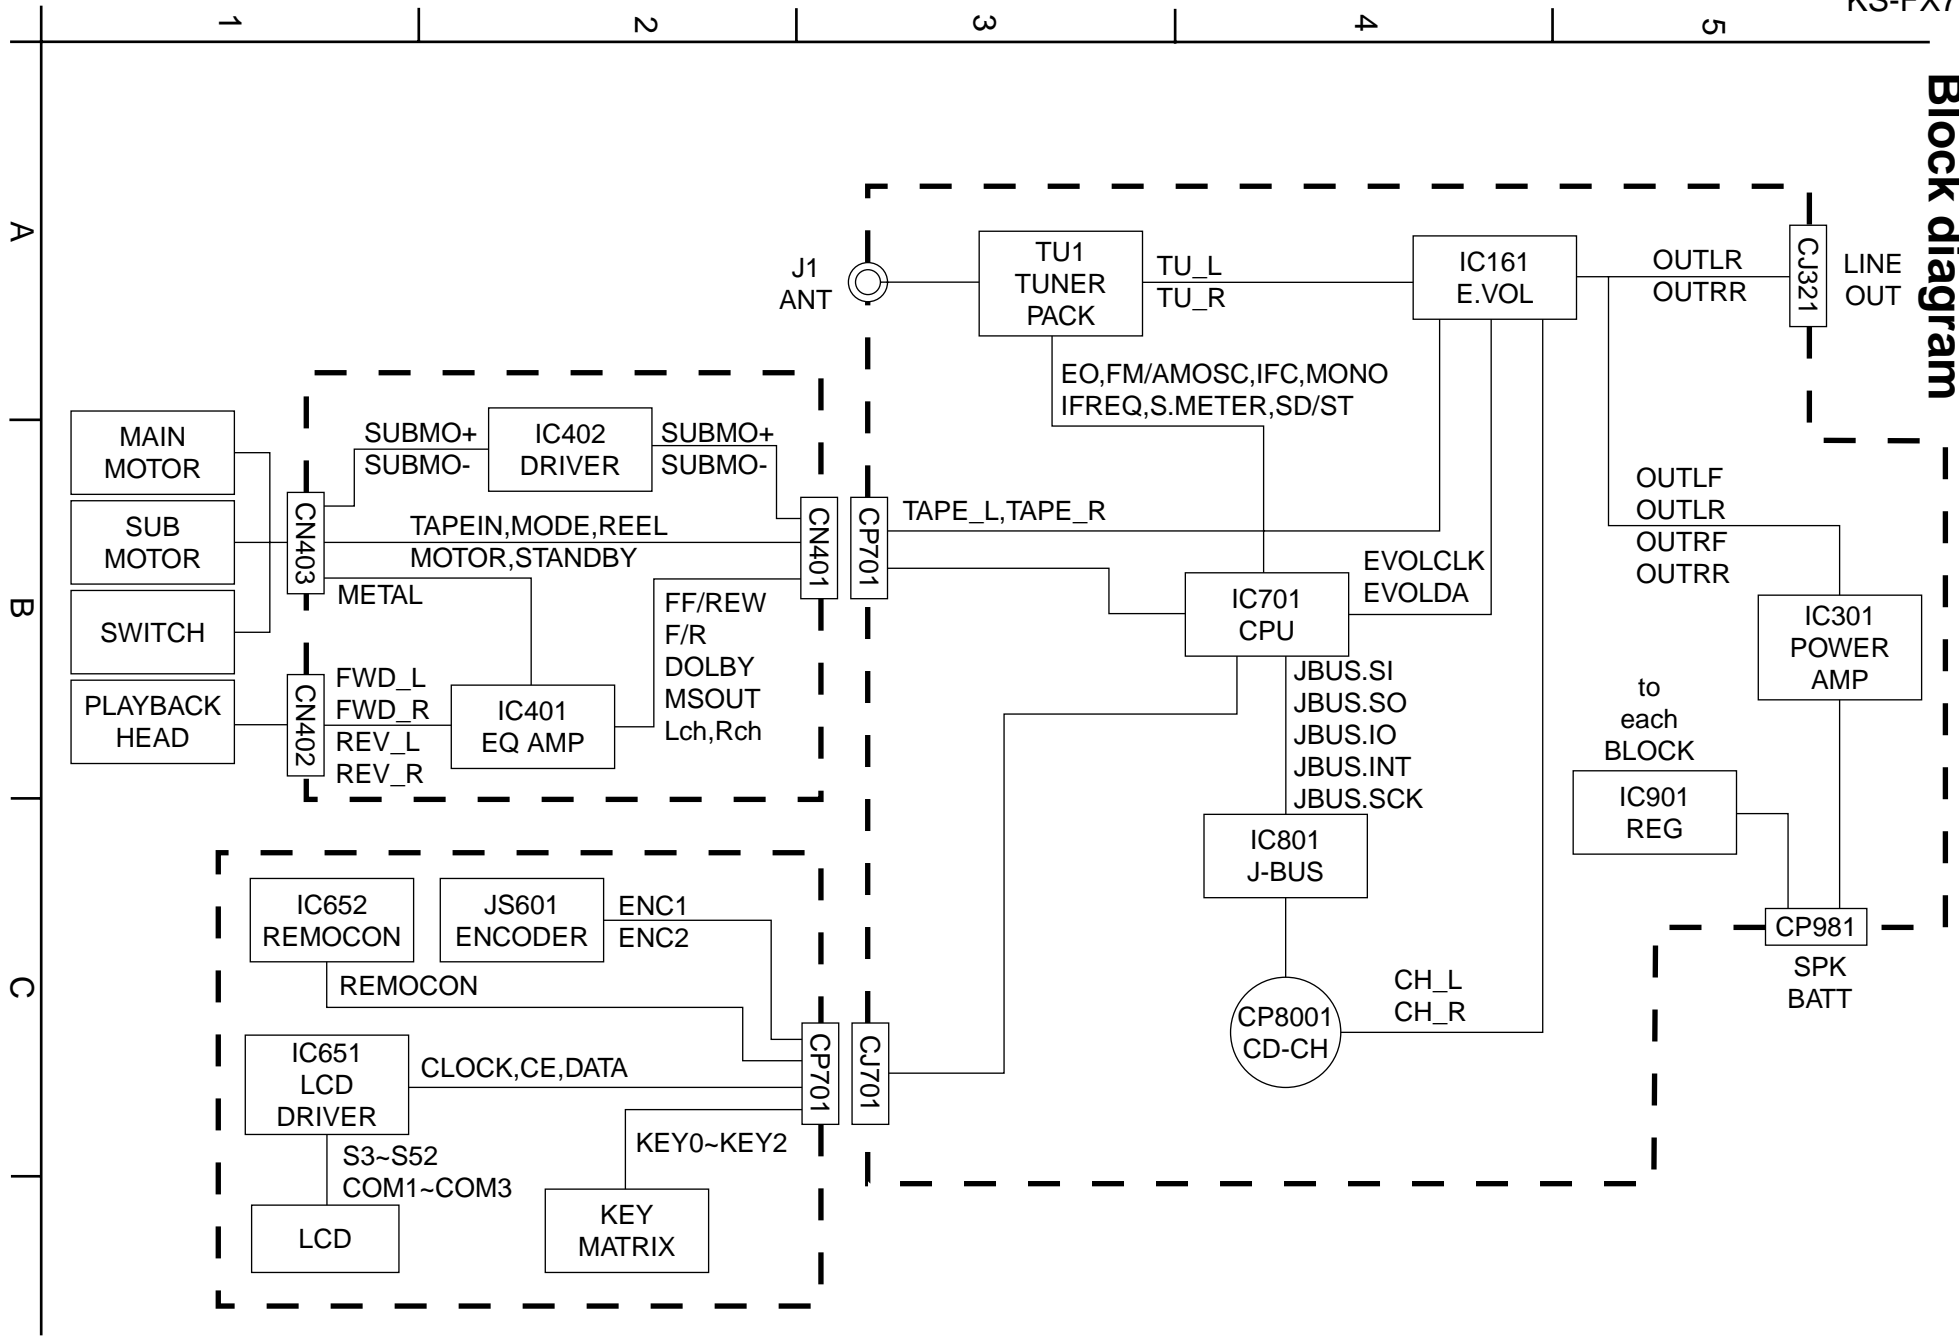 KS-FX7
1
2
3
4
5
Block diagram
A
B
C
J1
ANT
TU1
TUNER
PACK
TU_L
TU_R
IC161
E.VOL
OUTLR
OUTRR
CJ321
LINE
OUT
EO,FM/AMOSC,IFC,MONO
IFREQ,S.METER,SD/ST
MAIN
MOTOR
SUB
MOTOR
SWITCH
PLAYBACK
HEAD
CN403
CN402
SUBMO+
SUBMO-
IC402
DRIVER
SUBMO+
SUBMO-
TAPEIN,MODE,REEL
MOTOR,STANDBY
METAL
FWD_L
FWD_R
REV_L
REV_R
IC401
EQ AMP
FF/REW
F/R
DOLBY
MSOUT
Lch,Rch
CN401
CP701
TAPE_L,TAPE_R
IC701
CPU
EVOLCLK
EVOLDA
OUTLF
OUTLR
OUTRF
OUTRR
IC301
POWER
AMP
JBUS.SI
JBUS.SO
JBUS.IO
JBUS.INT
JBUS.SCK
to
each
BLOCK
IC901
REG
IC801
J-BUS
CP981
SPK
BATT
CP8001
CD-CH
CH_L
CH_R
IC652
REMOCON
JS601
ENCODER
ENC1
ENC2
REMOCON
IC651
LCD
DRIVER
CLOCK,CE,DATA
CP701
CJ701
S3~S52
COM1~COM3
KEY0~KEY2
LCD
KEY
MATRIX